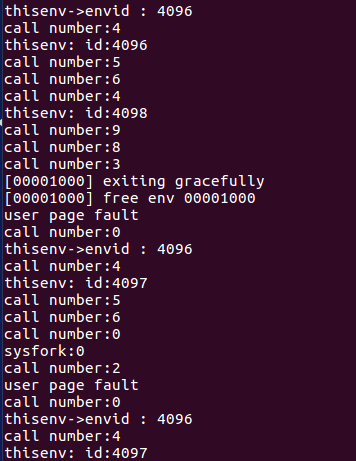 thisenv->envid : 4096
call number:4
thisenv: id:4096
call number:5
call number:6
call number:4
thisenv: id:4098
call number:9
call number:8
call number:3
[00001000] exiting gracefully
[00001000] free env 00001000
user page fault
call number:0
thisenv->envid : 4096
call number:4
thisenv: id:4097
call number:5
call number:6
call number:0
sysfork:0
call number:2
user page fault
call number:0
thisenv->envid : 4096
call number:4
thisenv: id:4097